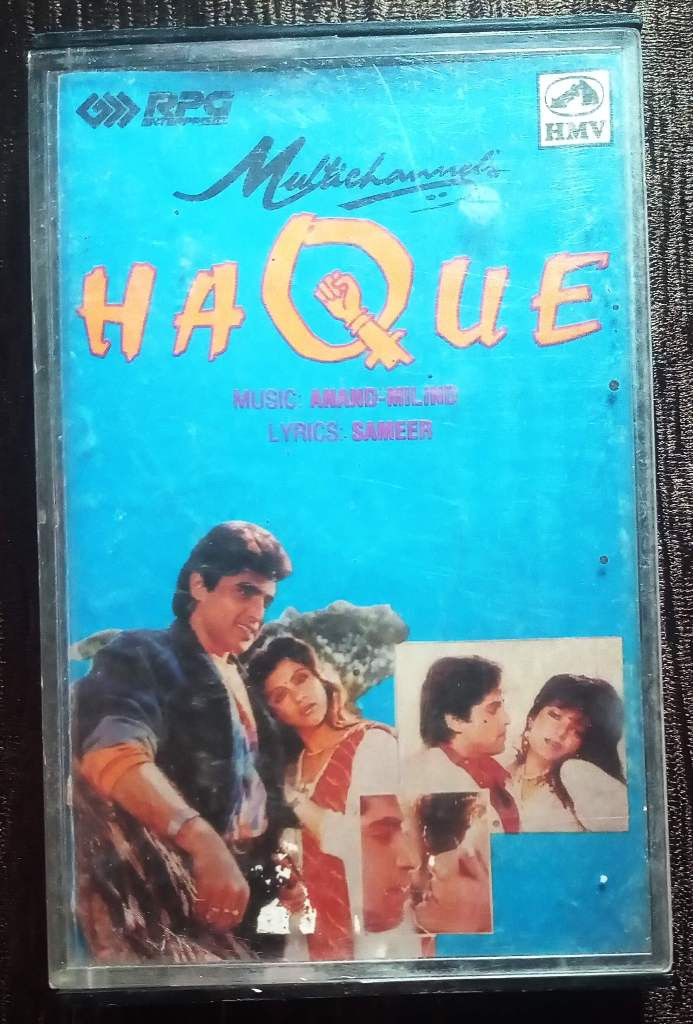 RPG
ENTERPRISES
HMV
Multichannel's
HAQUE
MUSIC: ANAND-MILIND
LYRICS: SAMEER